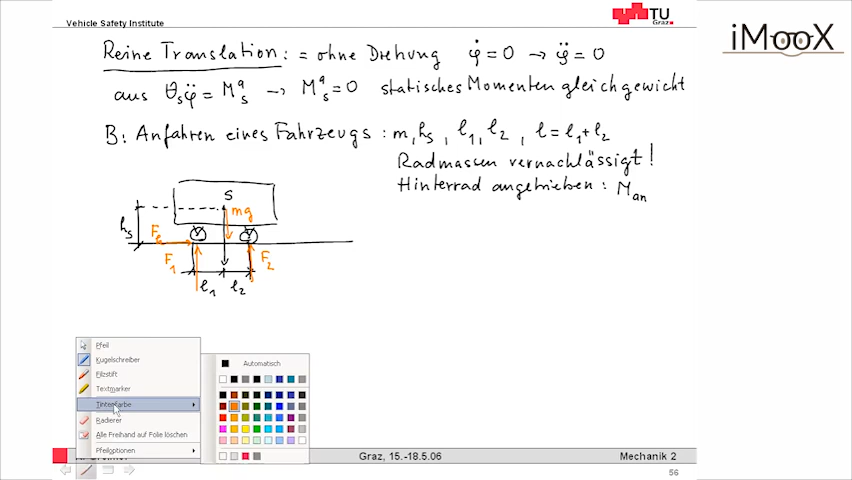 Vehicle Safety Institute
TU
Graz
iMooX
Reine Translation: = ohne Drehung φ̇ = 0 → φ̈ = 0
aus Θsφ̈ = Mᵃs → Mᵃs = 0 statisches Momentengleichgewicht
B: Anfahren eines Fahrzeugs: m, hs, l1, l2, l = l1 + l2
Radmassen vernachlässigt!
Hinterrad angetrieben: Man
S
mg
hs
F1
F2
l1 l2
Pfeil
Kugelschreiber
Filzstift
Textmarker
Tintenfarbe
Radierer
Alle Freihand auf Folie löschen
Pfeiloptionen
Automatisch
Graz, 15.-18.5.06
Mechanik 2
56